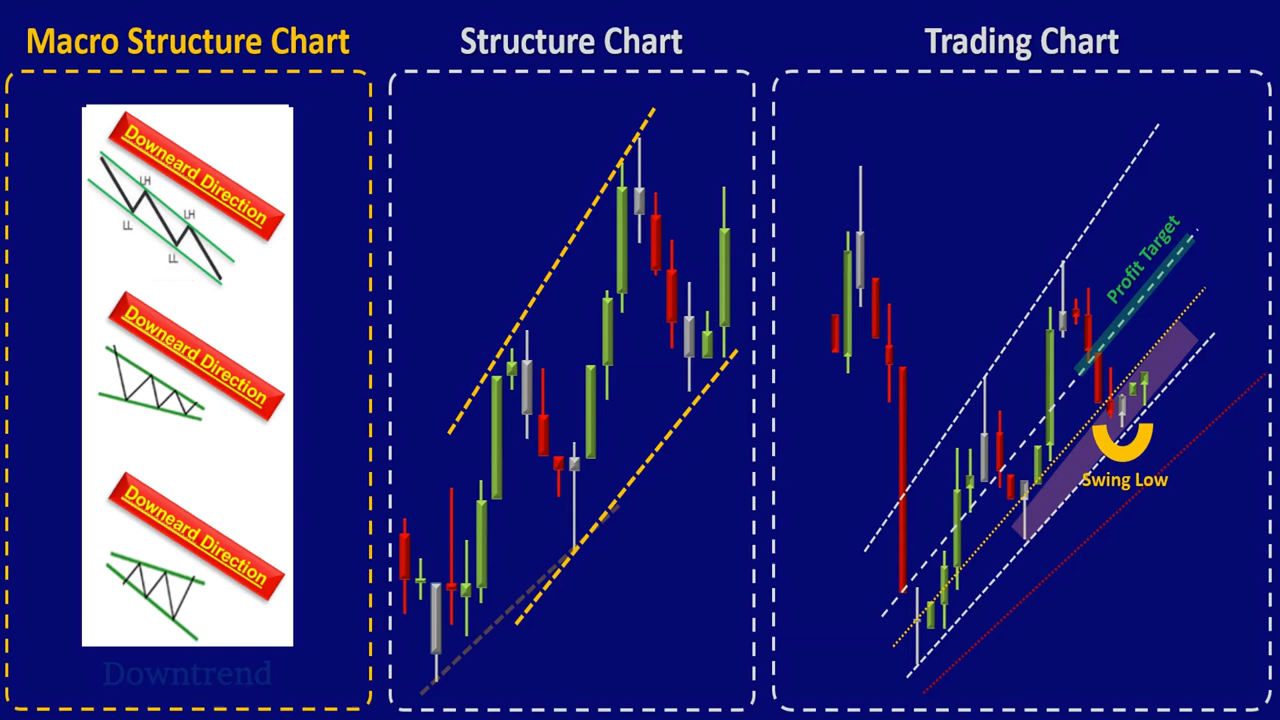 Macro Structure Chart
Structure Chart
Trading Chart
Downeard Direction
LH
LH
LL
LL
Downeard Direction
Downeard Direction
Downtrend
Profit Target
Swing Low